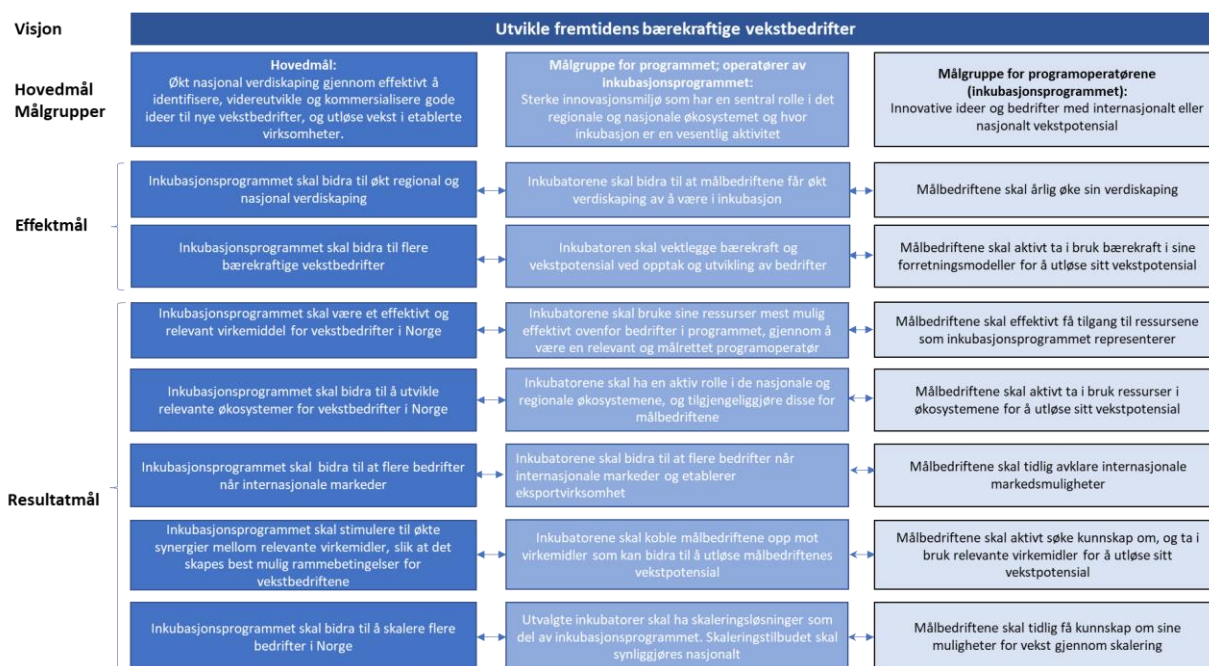 Visjon
Utvikle fremtidens bærekraftige vekstbedrifter
Hovedmål
Målgrupper
Hovedmål:
Økt nasjonal verdiskaping gjennom effektivt å
identifisere, videreutvikle og kommersialisere gode
ideer til nye vekstbedrifter, og utløse vekst i etablerte
virksomheter.
Målgruppe for programmet; operatører av
inkubasjonsprogrammet:
Sterke innovasjonsmiljø som har en sentral rolle i det
regionale og nasjonale økosystemet og hvor
inkubasjon er en vesentlig aktivitet
Målgruppe for programoperatørene
(inkubasjonsprogrammet):
Innovative ideer og bedrifter med internasjonalt eller
nasjonalt vekstpotensial
Effektmål
Inkubasjonsprogrammet skal bidra til økt regional og
nasjonal verdiskaping
Inkubatorene skal bidra til at målbedriftene får økt
verdiskaping av å være i inkubasjon
Målbedriftene skal årlig øke sin verdiskaping
Inkubasjonsprogrammet skal bidra til flere
bærekraftige vekstbedrifter
Inkubatoren skal vektlegge bærekraft og
vekstpotensial ved opptak og utvikling av bedrifter
Målbedriftene skal aktivt ta i bruk bærekraft i sine
forretningsmodeller for å utløse sitt vekstpotensial
Resultatmål
Inkubasjonsprogrammet skal være et effektivt og
relevant virkemiddel for vekstbedrifter i Norge
Inkubatorene skal bruke sine ressurser mest mulig
effektivt ovenfor bedrifter i programmet, gjennom å
være en relevant og målrettet programoperatør
Målbedriftene skal effektivt få tilgang til ressursene
som inkubasjonsprogrammet representerer
Inkubasjonsprogrammet skal bidra til å utvikle
relevante økosystemer for vekstbedrifter i Norge
Inkubatorene skal ha en aktiv rolle i de nasjonale og
regionale økosystemene, og tilgjengeliggjøre disse for
målbedriftene
Målbedriftene skal aktivt ta i bruk ressurser i
økosystemene for å utløse sitt vekstpotensial
Inkubasjonsprogrammet skal bidra til at flere bedrifter
når internasjonale markeder
Inkubatorene skal bidra til at flere bedrifter når
internasjonale markeder og etablerer
eksportvirksomhet
Målbedriftene skal tidlig avklare internasjonale
markedsmuligheter
Inkubasjonsprogrammet skal stimulere til økte
synergier mellom relevante virkemidler, slik at det
skapes best mulig rammebetingelser for
vekstbedriftene
Inkubatorene skal koble målbedriftene opp mot
virkemidler som kan bidra til å utløse målbedriftenes
vekstpotensial
Målbedriftene skal aktivt søke kunnskap om, og ta i
bruk relevante virkemidler for å utløse sitt
vekstpotensial
Inkubasjonsprogrammet skal bidra til å skalere flere
bedrifter i Norge
Utvalgte inkubatorer skal ha skaleringsløsninger som
del av inkubasjonsprogrammet. Skaleringstilbudet skal
synliggjøres nasjonalt
Målbedriftene skal tidlig få kunnskap om sine
muligheter for vekst gjennom skalering